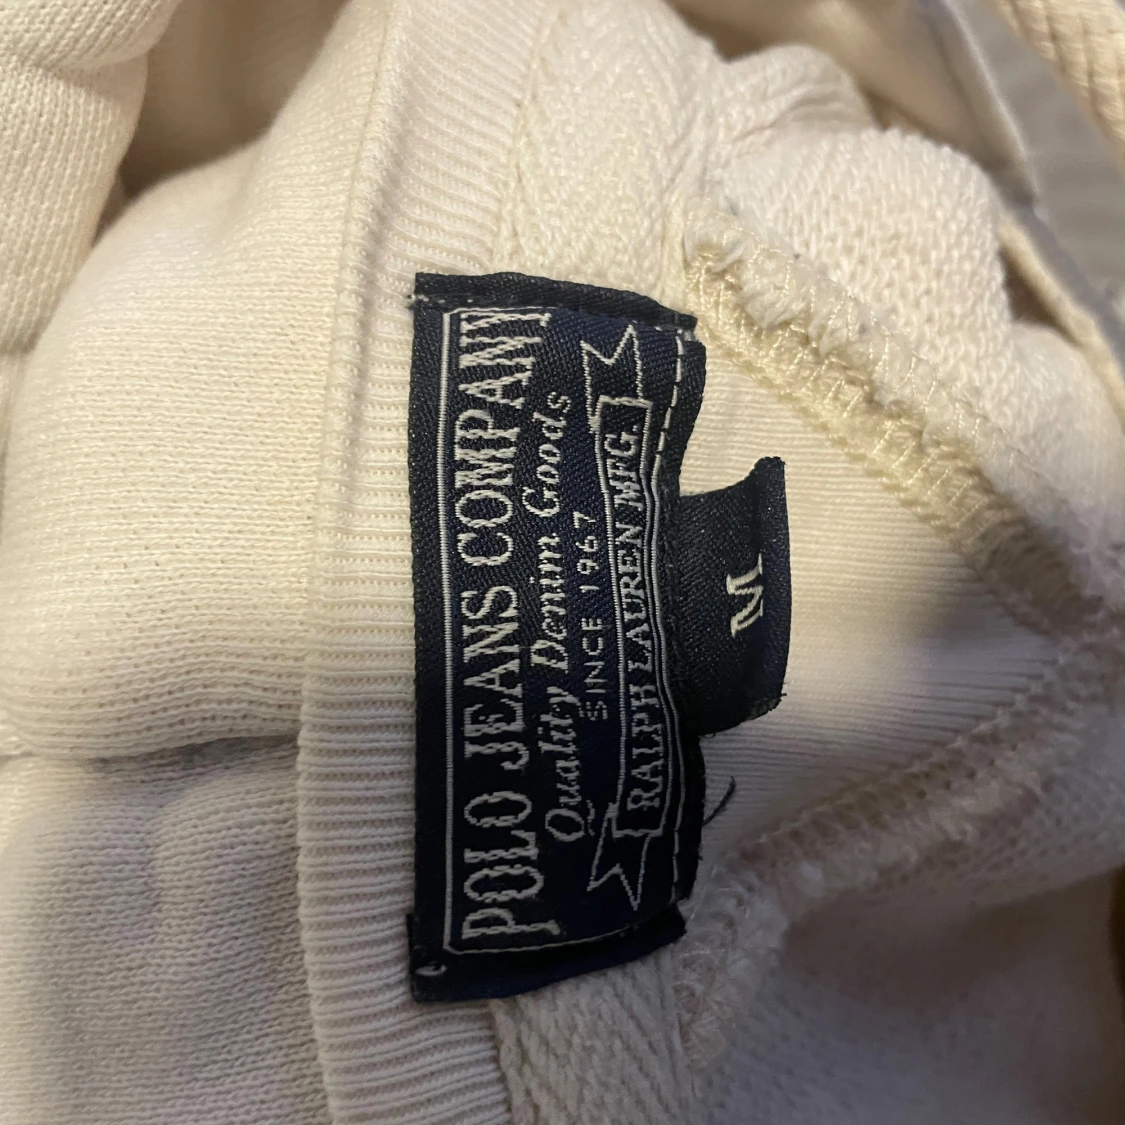 POLO JEANS COMPANY
Quality Denim Goods
SINCE 1967
RALPH LAUREN MFG.
M